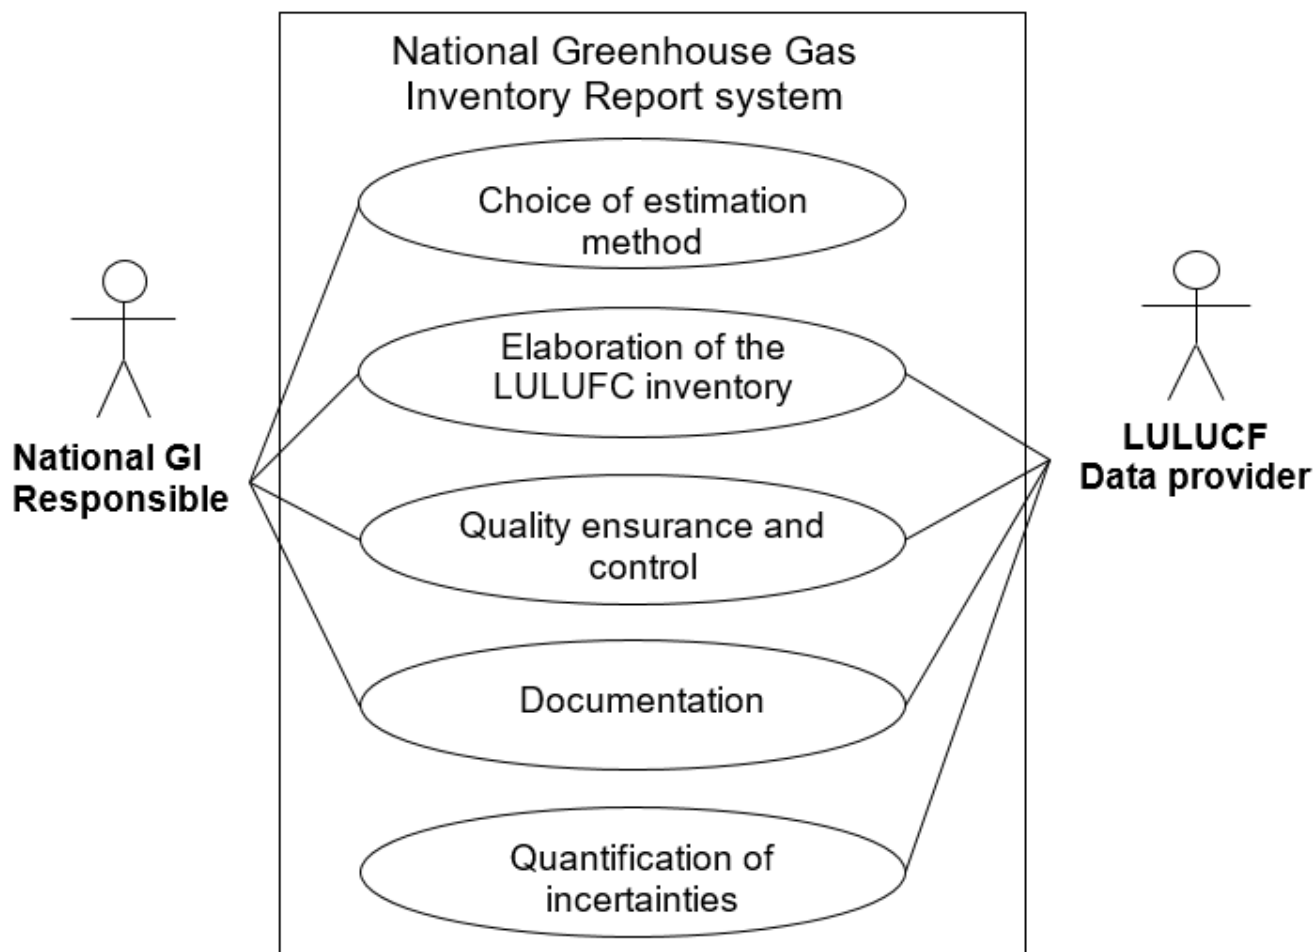 National Greenhouse Gas
Inventory Report system
Choice of estimation
method
Elaboration of the
LULUFC inventory
Quality ensurance and
control
Documentation
Quantification of
incertainties
National GI
Responsible
LULUCF
Data provider